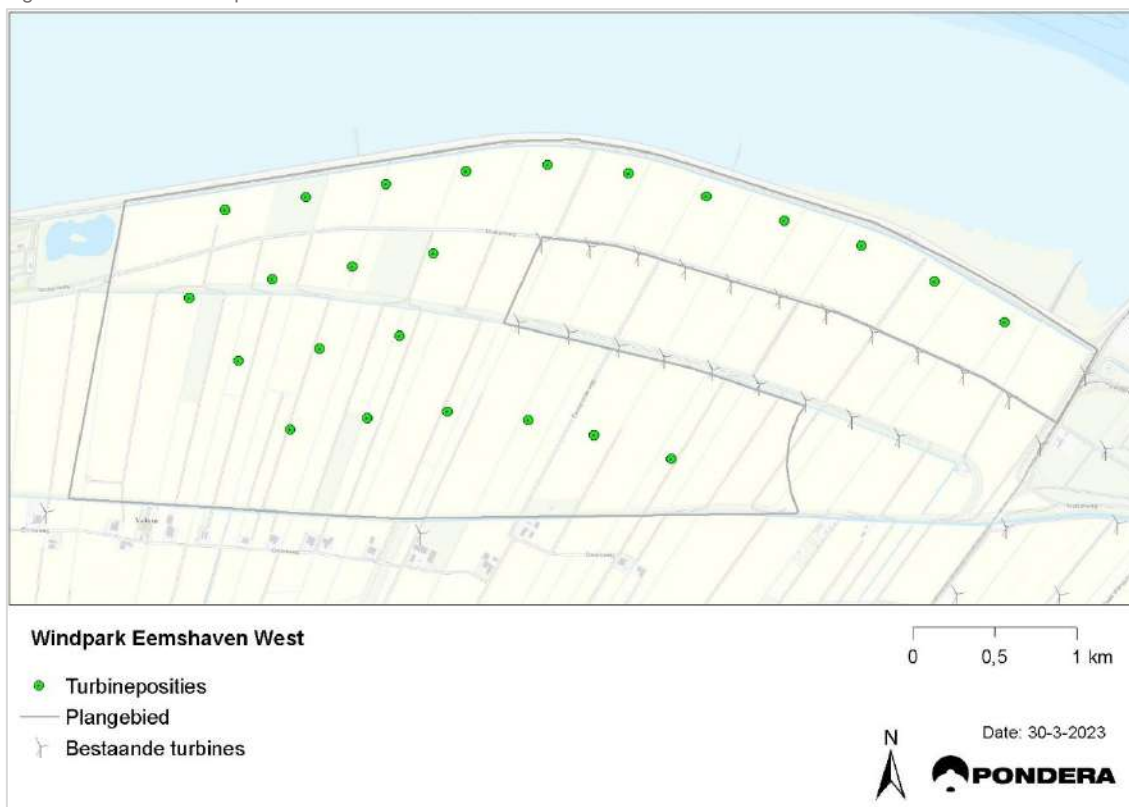 Windpark Eemshaven West
Turbineposities
Plangebied
Bestaande turbines
0 0,5 1 km
N
Date: 30-3-2023
PONDERA